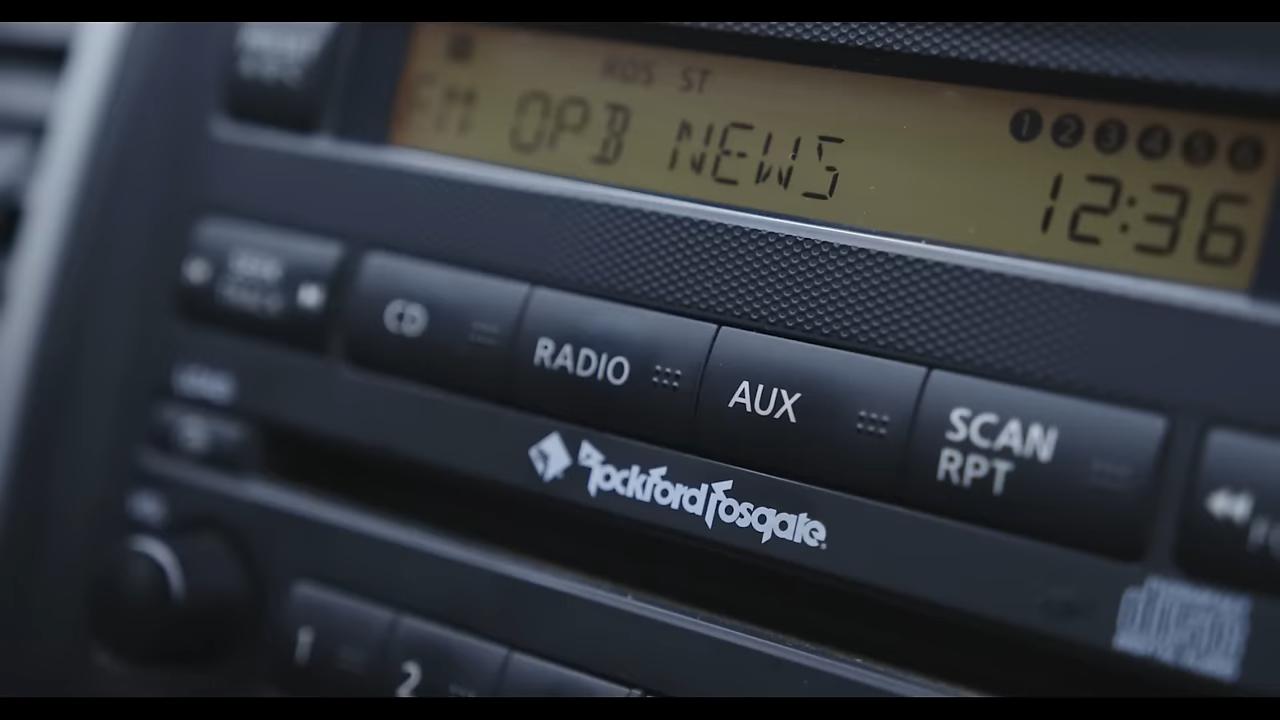 RDS ST
FM OPB NEWS
1 2 3 4 5 6
12:36
CD
RADIO
AUX
SCAN
RPT
Rockford Fosgate
1
2